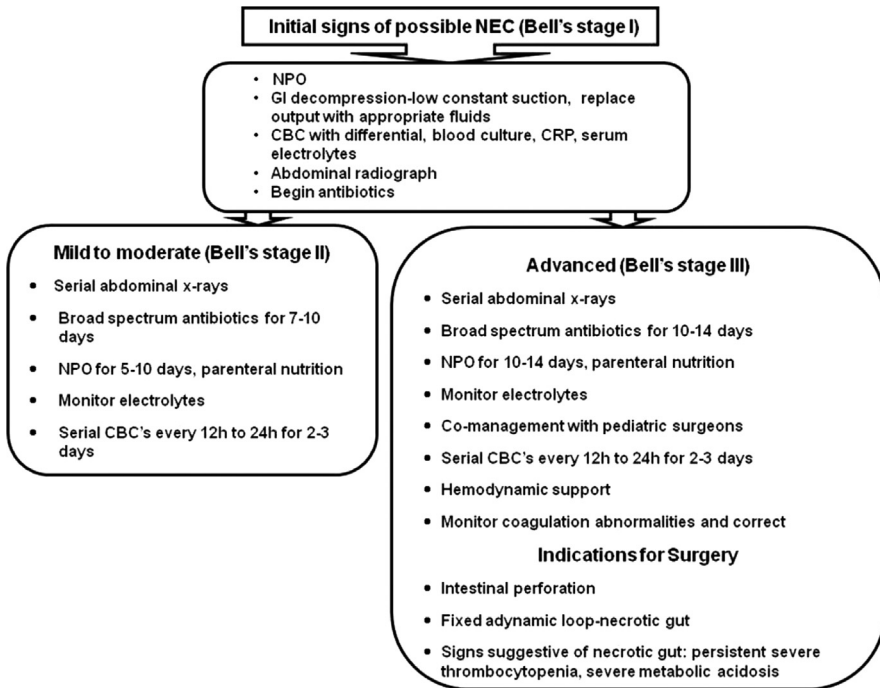 Initial signs of possible NEC (Bell's stage I)
• NPO
• GI decompression-low constant suction, replace
output with appropriate fluids
• CBC with differential, blood culture, CRP, serum
electrolytes
• Abdominal radiograph
• Begin antibiotics
Mild to moderate (Bell's stage II)
• Serial abdominal x-rays
• Broad spectrum antibiotics for 7-10
days
• NPO for 5-10 days, parenteral nutrition
• Monitor electrolytes
• Serial CBC's every 12h to 24h for 2-3
days
Advanced (Bell's stage III)
• Serial abdominal x-rays
• Broad spectrum antibiotics for 10-14 days
• NPO for 10-14 days, parenteral nutrition
• Monitor electrolytes
• Co-management with pediatric surgeons
• Serial CBC's every 12h to 24h for 2-3 days
• Hemodynamic support
• Monitor coagulation abnormalities and correct
Indications for Surgery
• Intestinal perforation
• Fixed adynamic loop-necrotic gut
• Signs suggestive of necrotic gut: persistent severe
thrombocytopenia, severe metabolic acidosis